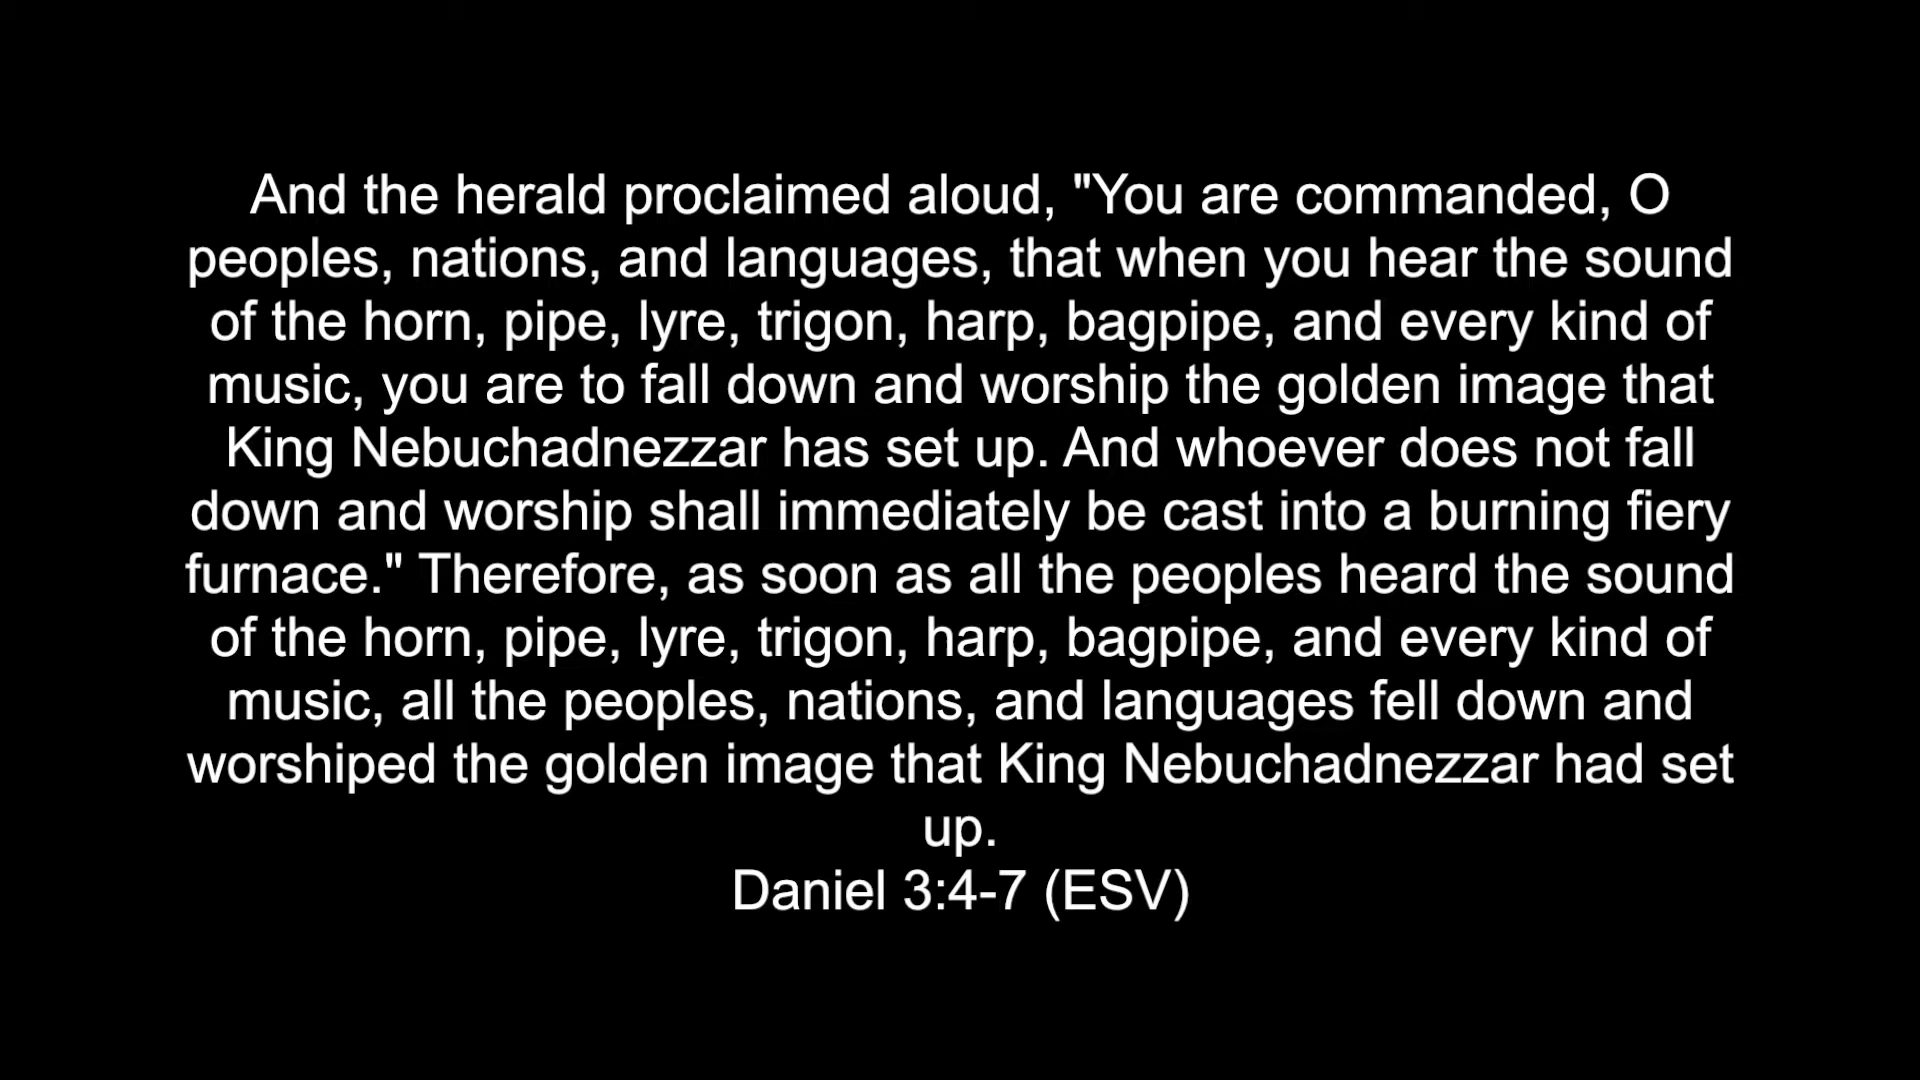 And the herald proclaimed aloud, "You are commanded, O
peoples, nations, and languages, that when you hear the sound
of the horn, pipe, lyre, trigon, harp, bagpipe, and every kind of
music, you are to fall down and worship the golden image that
King Nebuchadnezzar has set up. And whoever does not fall
down and worship shall immediately be cast into a burning fiery
furnace." Therefore, as soon as all the peoples heard the sound
of the horn, pipe, lyre, trigon, harp, bagpipe, and every kind of
music, all the peoples, nations, and languages fell down and
worshiped the golden image that King Nebuchadnezzar had set
up.
Daniel 3:4-7 (ESV)